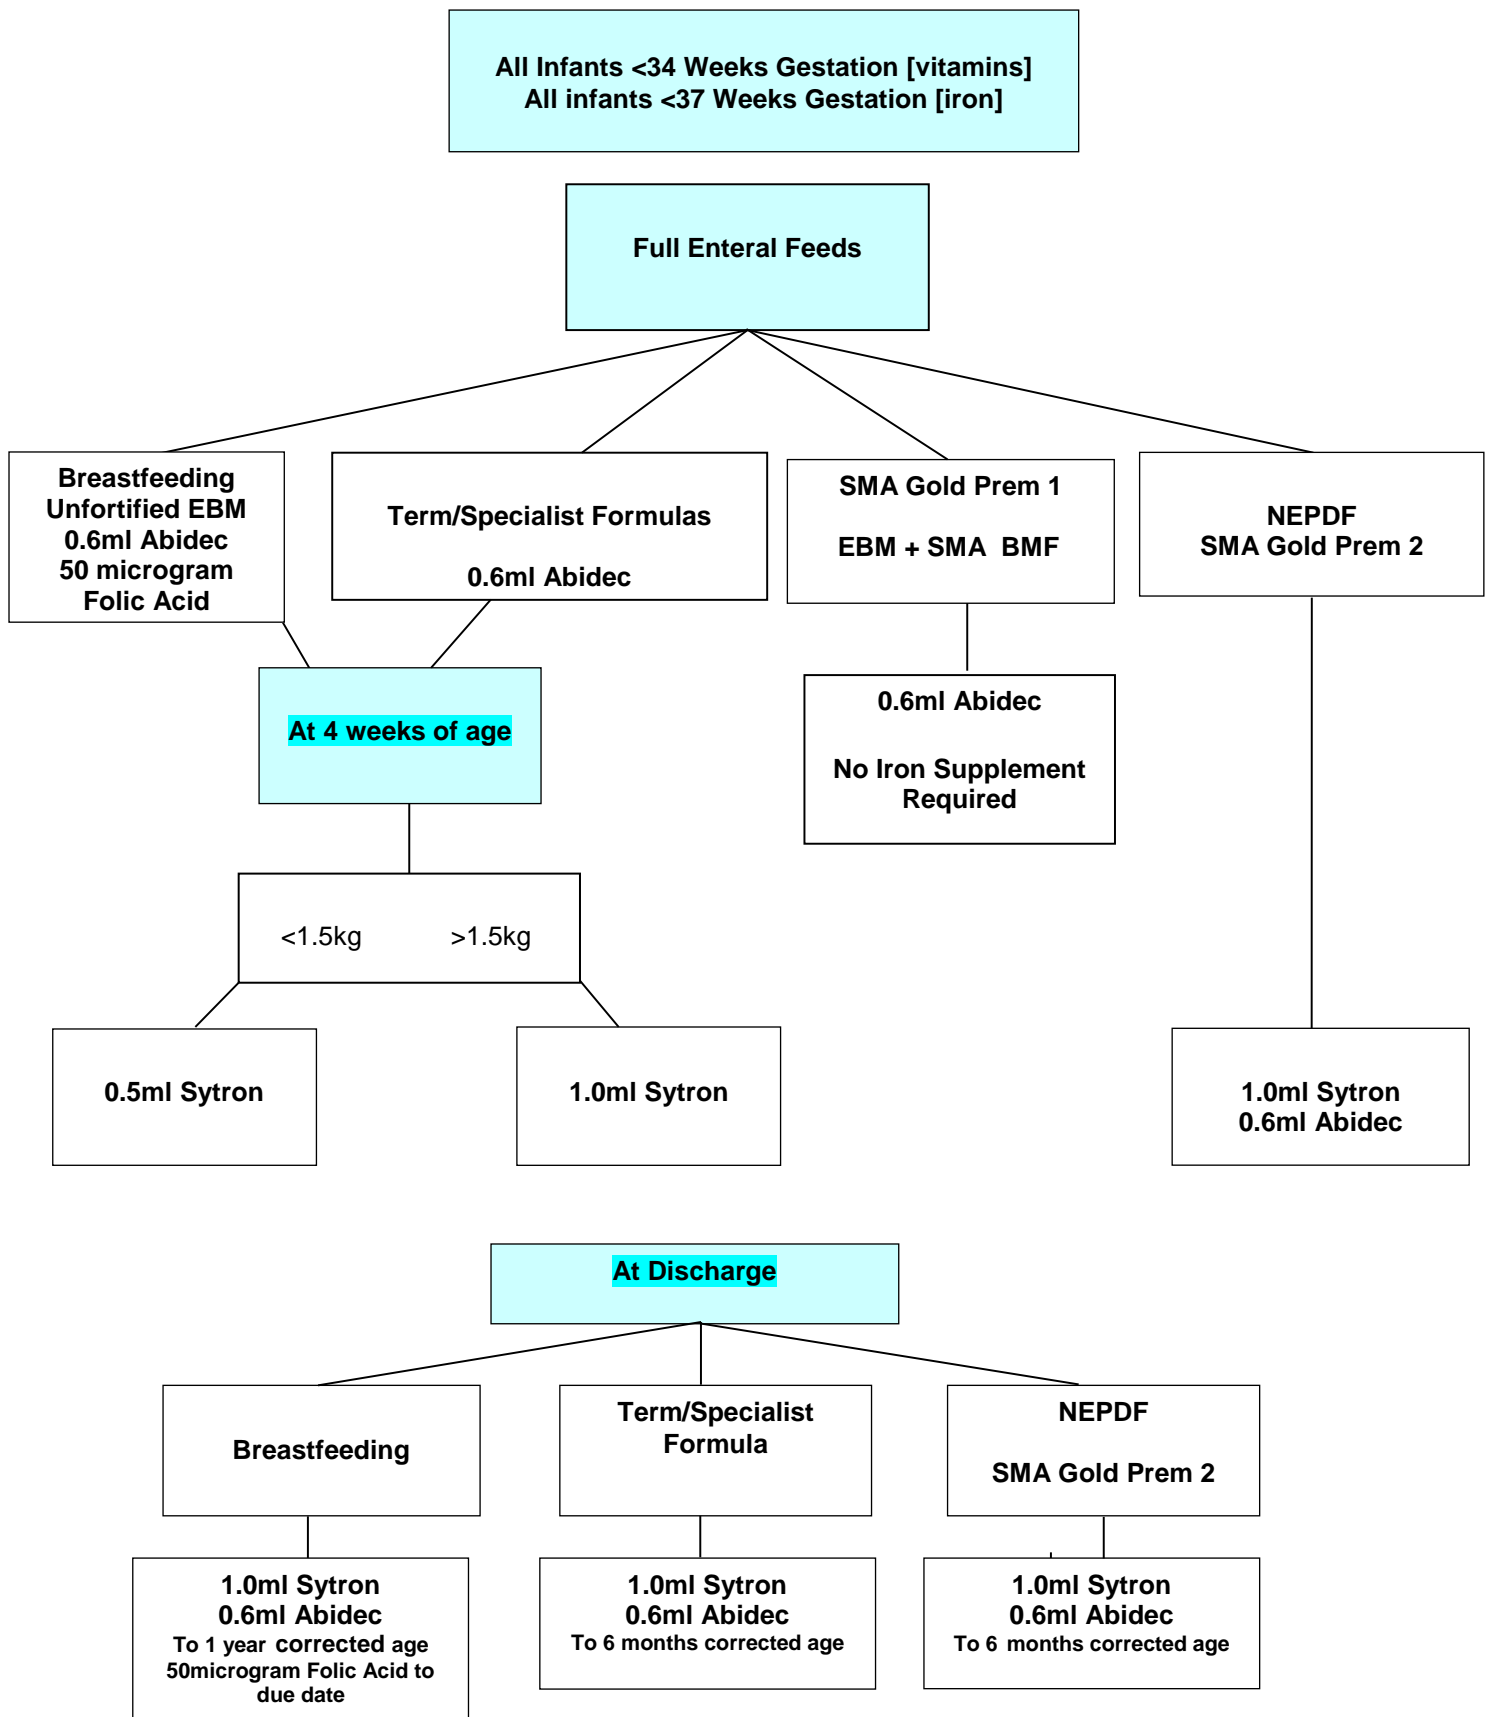 All Infants <34 Weeks Gestation [vitamins]
All infants <37 Weeks Gestation [iron]
Full Enteral Feeds
Breastfeeding
Unfortified EBM
0.6ml Abidec
50 microgram
Folic Acid
Term/Specialist Formulas
0.6ml Abidec
SMA Gold Prem 1
EBM + SMA BMF
NEPDF
SMA Gold Prem 2
At 4 weeks of age
0.6ml Abidec
No Iron Supplement
Required
<1.5kg >1.5kg
0.5ml Sytron
1.0ml Sytron
1.0ml Sytron
0.6ml Abidec
At Discharge
Breastfeeding
Term/Specialist
Formula
NEPDF
SMA Gold Prem 2
1.0ml Sytron
0.6ml Abidec
To 1 year corrected age
50microgram Folic Acid to
due date
1.0ml Sytron
0.6ml Abidec
To 6 months corrected age
1.0ml Sytron
0.6ml Abidec
To 6 months corrected age